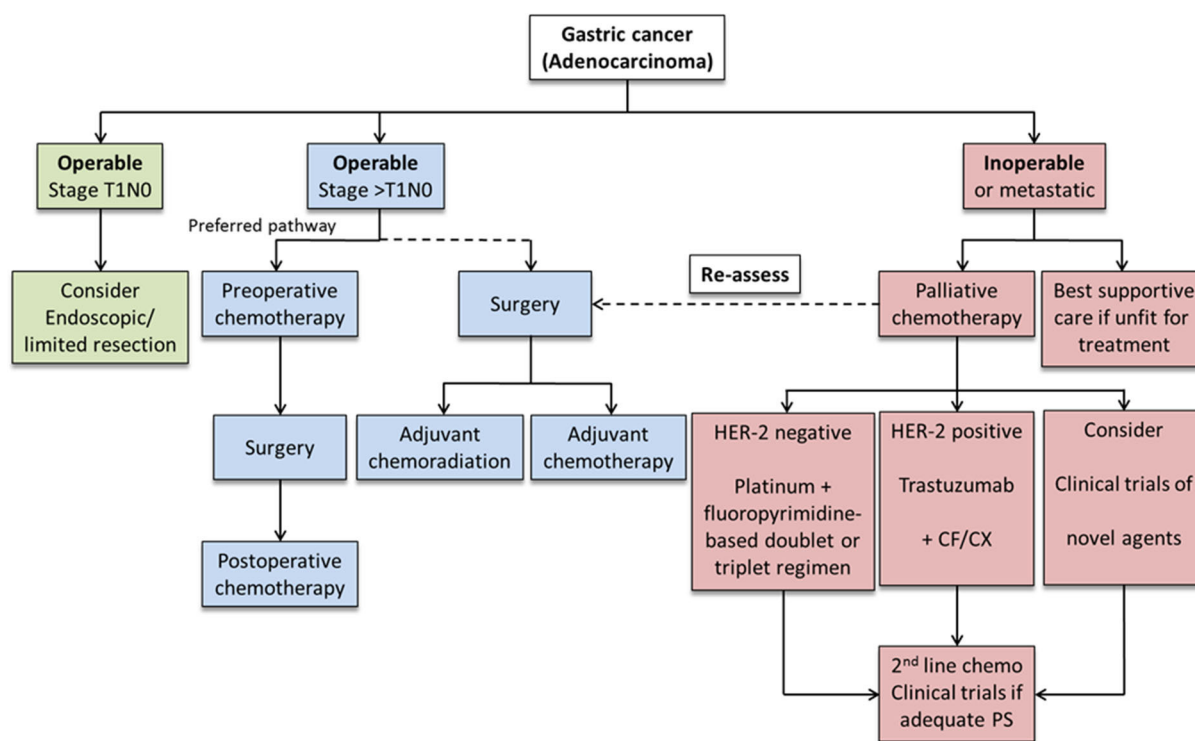 Gastric cancer
(Adenocarcinoma)
Operable
Stage T1N0
Operable
Stage >T1N0
Inoperable
or metastatic
Preferred pathway
Re-assess
Consider
Endoscopic/
limited resection
Preoperative
chemotherapy
Surgery
Palliative
chemotherapy
Best supportive
care if unfit for
treatment
Surgery
Adjuvant
chemoradiation
Adjuvant
chemotherapy
HER-2 negative
Platinum +
fluoropyrimidine-
based doublet or
triplet regimen
HER-2 positive
Trastuzumab
+ CF/CX
Consider
Clinical trials of
novel agents
Postoperative
chemotherapy
2nd line chemo
Clinical trials if
adequate PS